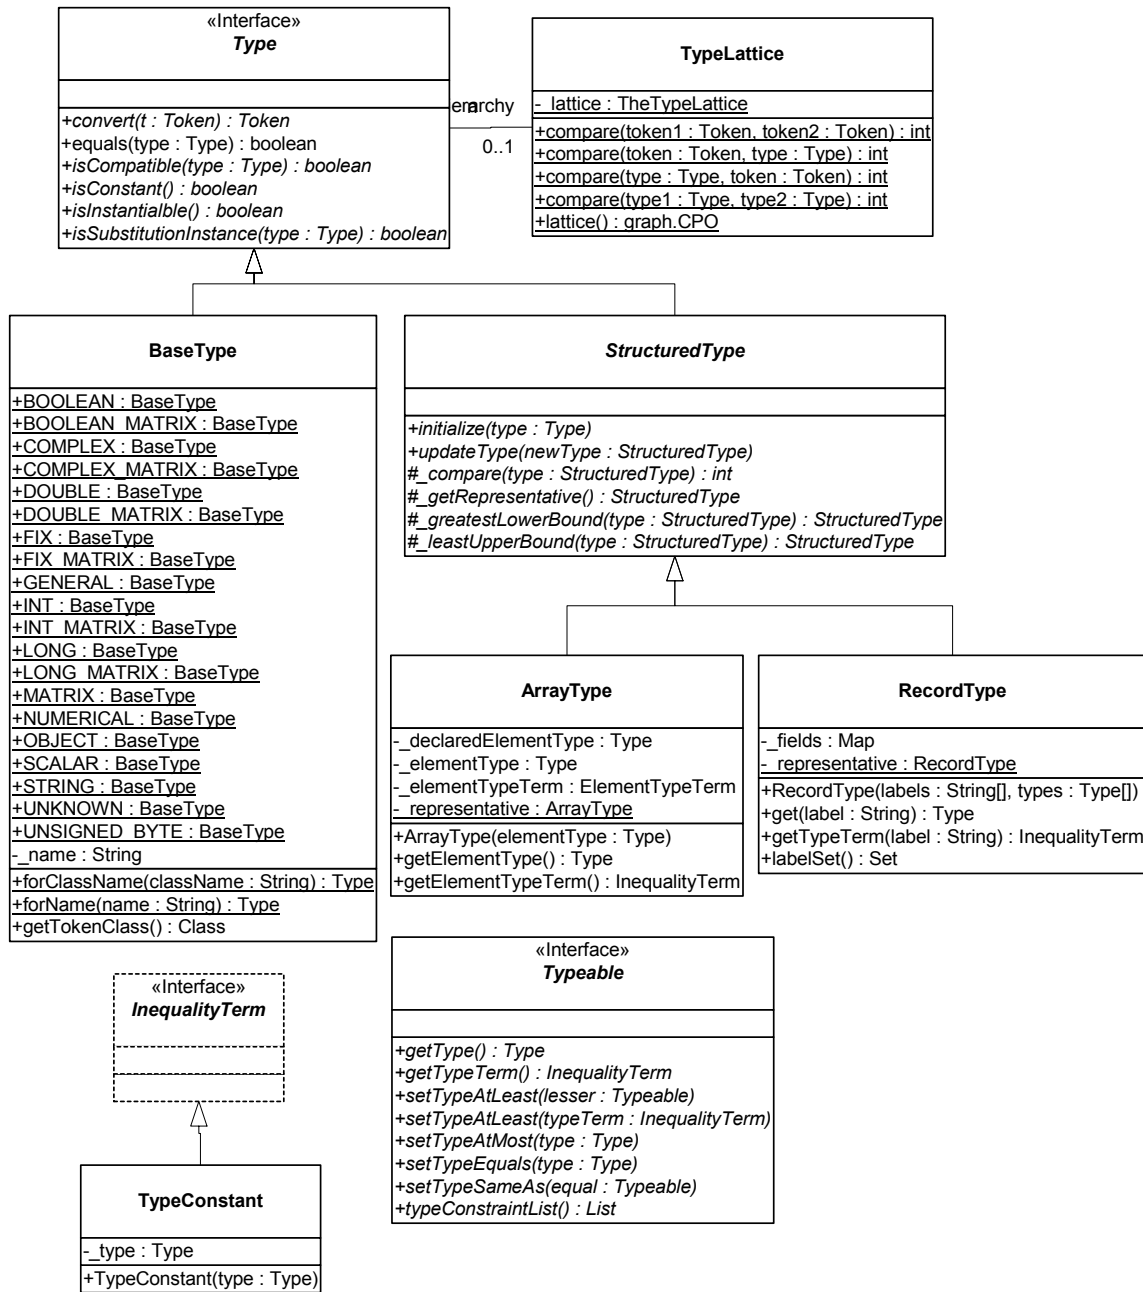 «Interface»
Type
+convert(t : Token) : Token
+equals(type : Type) : boolean
+isCompatible(type : Type) : boolean
+isConstant() : boolean
+isInstantialble() : boolean
+isSubstitutionInstance(type : Type) : boolean
0..1
TypeLattice
-_lattice : TheTypeLattice
+compare(token1 : Token, token2 : Token) : int
+compare(token : Token, type : Type) : int
+compare(type : Type, token : Token) : int
+compare(type1 : Type, type2 : Type) : int
+lattice() : graph.CPO
BaseType
+BOOLEAN : BaseType
+BOOLEAN_MATRIX : BaseType
+COMPLEX : BaseType
+COMPLEX_MATRIX : BaseType
+DOUBLE : BaseType
+DOUBLE_MATRIX : BaseType
+FIX : BaseType
+FIX_MATRIX : BaseType
+GENERAL : BaseType
+INT : BaseType
+INT_MATRIX : BaseType
+LONG : BaseType
+LONG_MATRIX : BaseType
+MATRIX : BaseType
+NUMERICAL : BaseType
+OBJECT : BaseType
+SCALAR : BaseType
+STRING : BaseType
+UNKNOWN : BaseType
+UNSIGNED_BYTE : BaseType
-_name : String
+forClassName(className : String) : Type
+forName(name : String) : Type
+getTokenClass() : Class
StructuredType
+initialize(type : Type)
+updateType(newType : StructuredType)
#_compare(type : StructuredType) : int
#_getRepresentative() : StructuredType
#_greatestLowerBound(type : StructuredType) : StructuredType
#_leastUpperBound(type : StructuredType) : StructuredType
ArrayType
-_declaredElementType : Type
-_elementType : Type
-_elementTypeTerm : ElementTypeTerm
-_representative : ArrayType
+ArrayType(elementType : Type)
+getElementType() : Type
+getElementTypeTerm() : InequalityTerm
RecordType
-_fields : Map
-_representative : RecordType
+RecordType(labels : String[], types : Type[])
+get(label : String) : Type
+getTypeTerm(label : String) : InequalityTerm
+labelSet() : Set
«Interface»
InequalityTerm
TypeConstant
-_type : Type
+TypeConstant(type : Type)
«Interface»
Typeable
+getType() : Type
+getTypeTerm() : InequalityTerm
+setTypeAtLeast(lesser : Typeable)
+setTypeAtLeast(typeTerm : InequalityTerm)
+setTypeAtMost(type : Type)
+setTypeEquals(type : Type)
+setTypeSameAs(equal : Typeable)
+typeConstraintList() : List